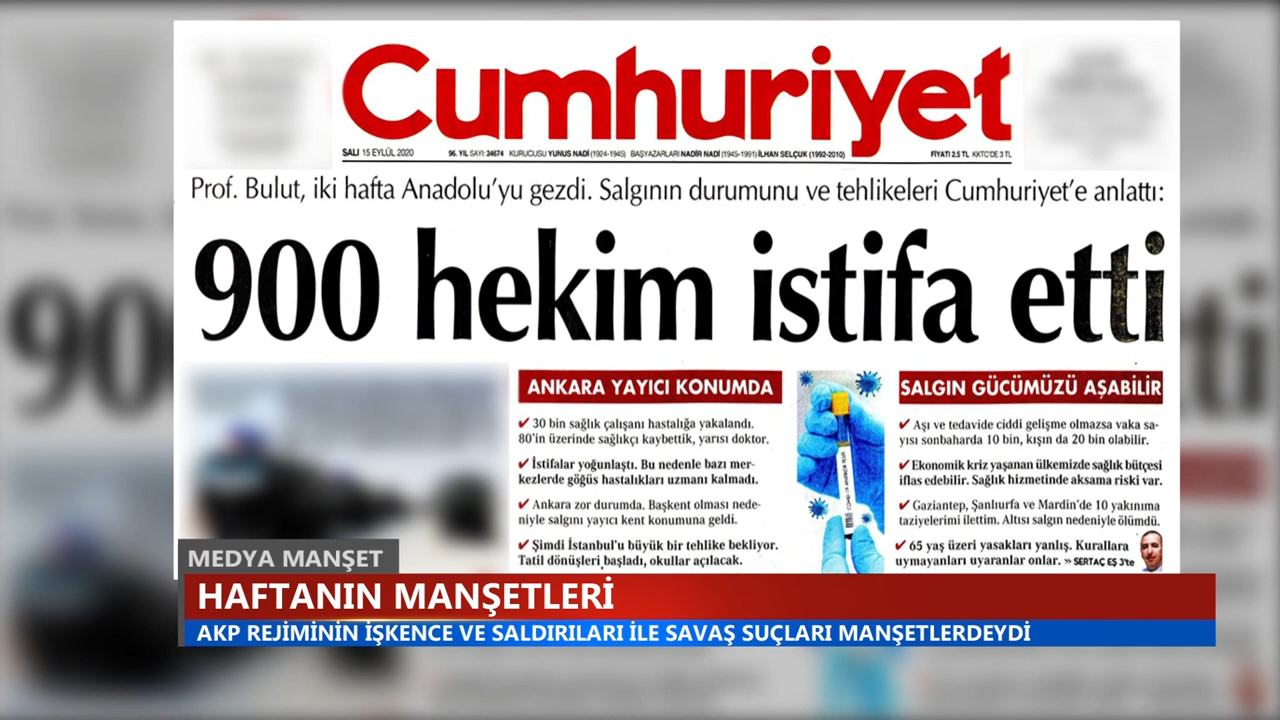 Cumhuriyet
SALI 15 EYLÜL 2020 96. YIL SAYI: 34674 KURUCUSU YUNUS NADİ (1924-1945) BAŞYAZARLARI NADİR NADİ (1945-1991) İLHAN SELÇUK (1992-2010) FİYATI 2.5 TL KKTC'DE 3 TL
Prof. Bulut, iki hafta Anadolu'yu gezdi. Salgının durumunu ve tehlikeleri Cumhuriyet'e anlattı:
900 hekim istifa etti
ANKARA YAYICI KONUMDA
✔ 30 bin sağlık çalışanı hastalığa yakalandı.
80'in üzerinde sağlıkçı kaybettik, yarısı doktor.
✔ İstifalar yoğunlaştı. Bu nedenle bazı mer-
kezlerde göğüs hastalıkları uzmanı kalmadı.
✔ Ankara zor durumda. Başkent olması nede-
niyle salgını yayıcı kent konumuna geldi.
✔ Şimdi İstanbul'u büyük bir tehlike bekliyor.
Tatil dönüşleri başladı, okullar açılacak.
SALGIN GÜCÜMÜZÜ AŞABİLİR
✔ Aşı ve tedavide ciddi gelişme olmazsa vaka sa-
yısı sonbaharda 10 bin, kışın da 20 bin olabilir.
✔ Ekonomik kriz yaşanan ülkemizde sağlık bütçesi
iflas edebilir. Sağlık hizmetinde aksama riski var.
✔ Gaziantep, Şanlıurfa ve Mardin'de 10 yakınıma
taziyelerimi ilettim. Altısı salgın nedeniyle ölümdü.
✔ 65 yaş üzeri yasakları yanlış. Kurallara
uymayanları uyaranlar onlar. » SERTAÇ EŞ 3'te
MEDYA MANŞET
HAFTANIN MANŞETLERİ
AKP REJİMİNİN İŞKENCE VE SALDIRILARI İLE SAVAŞ SUÇLARI MANŞETLERDEYDİ